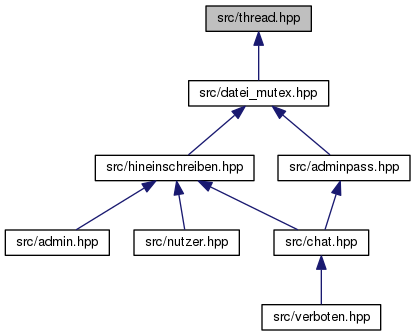 src/thread.hpp
src/datei_mutex.hpp
src/hineinschreiben.hpp
src/adminpass.hpp
src/admin.hpp
src/nutzer.hpp
src/chat.hpp
src/verboten.hpp